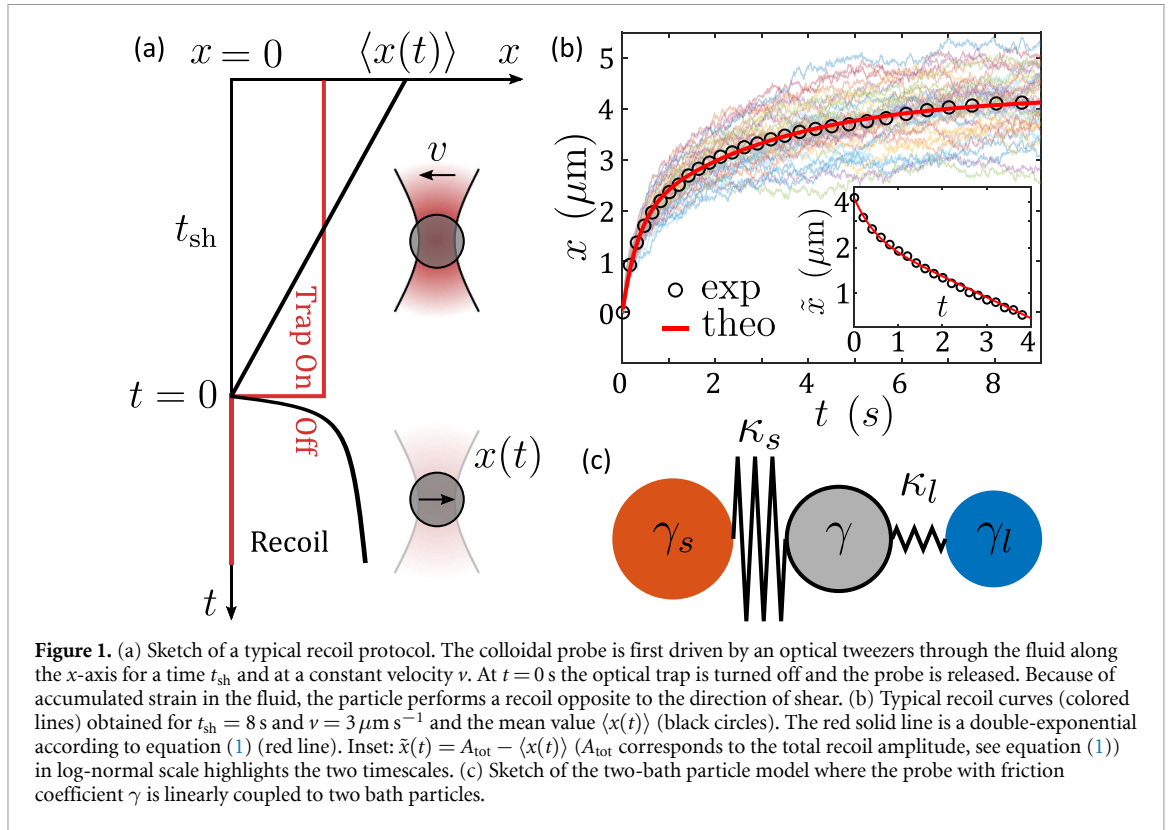 (a)
x = 0
⟨x(t)⟩
x
t_sh
v
Trap On
t = 0
Off
x(t)
Recoil
t
(b)
x (μm)
5
4
3
2
1
0
0 2 4 6 8
t (s)
exp
theo
x̃ (μm)
4
2
1
t
0 1 2 3 4
(c)
κ_s
κ_l
γ_s
γ
γ_l
Figure 1. (a) Sketch of a typical recoil protocol. The colloidal probe is first driven by an optical tweezers through the fluid along
the x-axis for a time t_sh and at a constant velocity v. At t = 0 s the optical trap is turned off and the probe is released. Because of
accumulated strain in the fluid, the particle performs a recoil opposite to the direction of shear. (b) Typical recoil curves (colored
lines) obtained for t_sh = 8 s and v = 3 μm s⁻¹ and the mean value ⟨x(t)⟩ (black circles). The red solid line is a double-exponential
according to equation (1) (red line). Inset: x̃(t) = A_tot − ⟨x(t)⟩ (A_tot corresponds to the total recoil amplitude, see equation (1))
in log-normal scale highlights the two timescales. (c) Sketch of the two-bath particle model where the probe with friction
coefficient γ is linearly coupled to two bath particles.